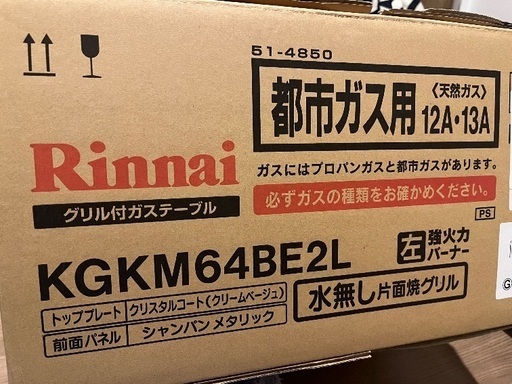 51-4850
都市ガス用
〈天然ガス〉
12A・13A
Rinnai
ガスにはプロパンガスと都市ガスがあります。
必ずガスの種類をお確かめください。
グリル付ガステーブル
PS
KGKM64BE2L
左 強火力バーナー
トッププレート クリスタルコート(クリームベージュ)
前面パネル シャンパンメタリック
水無し片面焼グリル